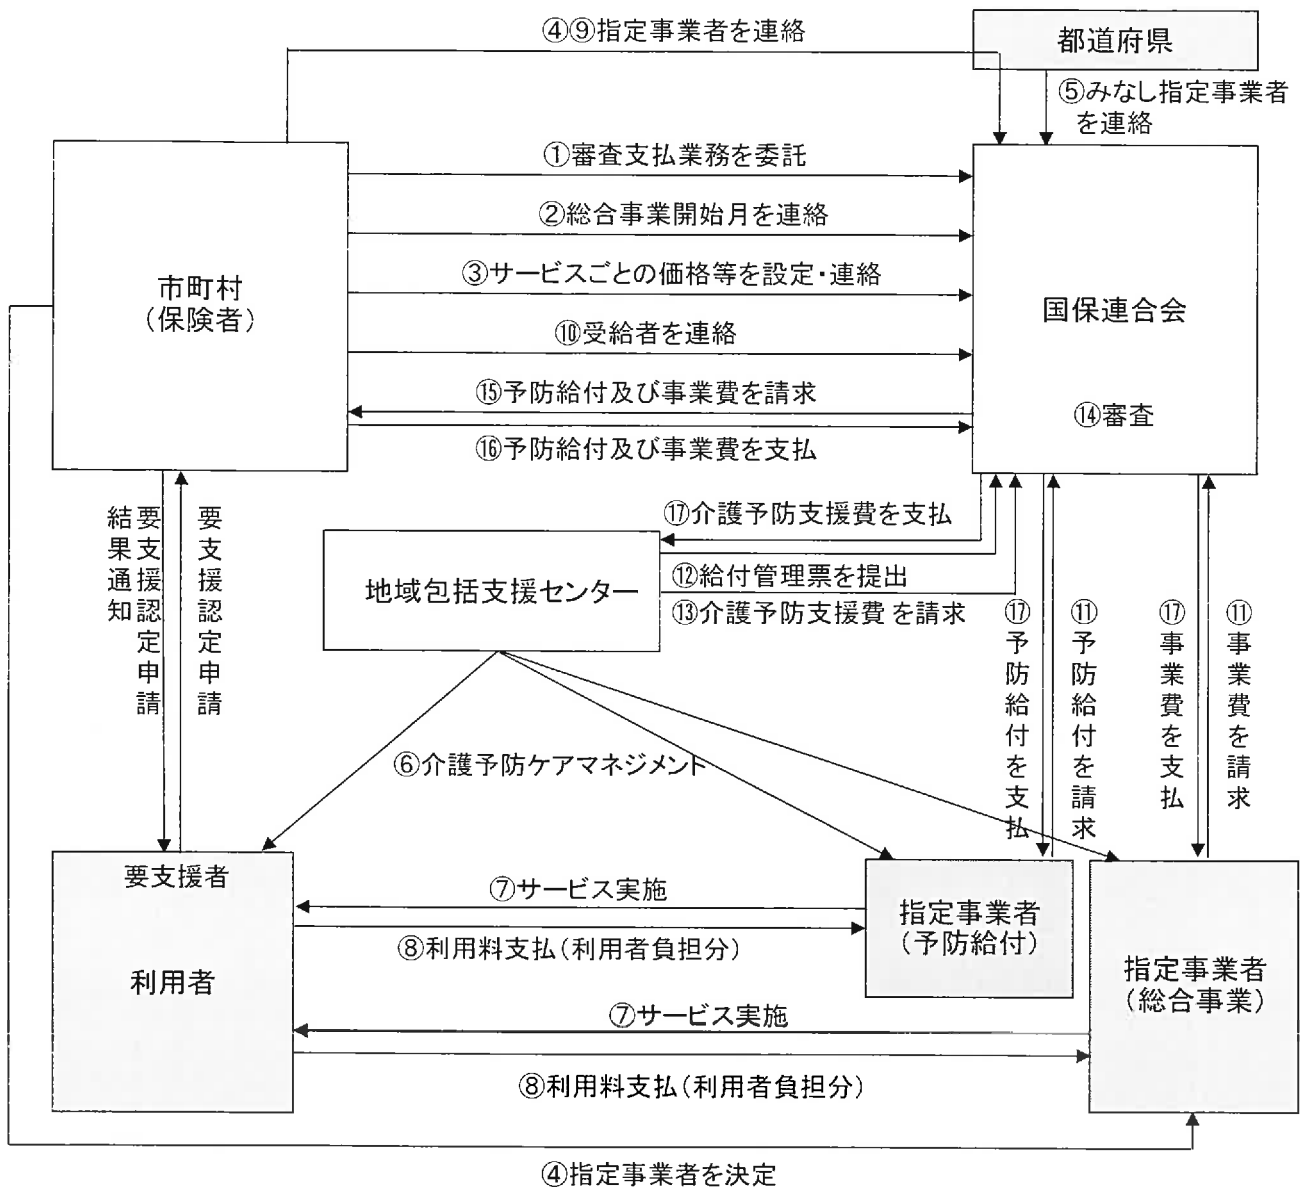 ④⑨指定事業者を連絡
都道府県
⑤みなし指定事業者
を連絡
①審査支払業務を委託
②総合事業開始月を連絡
③サービスごとの価格等を設定・連絡
市町村
（保険者）
国保連合会
⑩受給者を連絡
⑮予防給付及び事業費を請求
⑭審査
⑯予防給付及び事業費を支払
要支援認定申請
結果通知
要支援認定申請
⑰介護予防支援費を支払
地域包括支援センター
⑫給付管理票を提出
⑬介護予防支援費を請求
⑰予防給付を支払
⑪予防給付を請求
⑰事業費を支払
⑪事業費を請求
⑥介護予防ケアマネジメント
要支援者
利用者
⑦サービス実施
⑧利用料支払（利用者負担分）
指定事業者
（予防給付）
指定事業者
（総合事業）
⑦サービス実施
⑧利用料支払（利用者負担分）
④指定事業者を決定